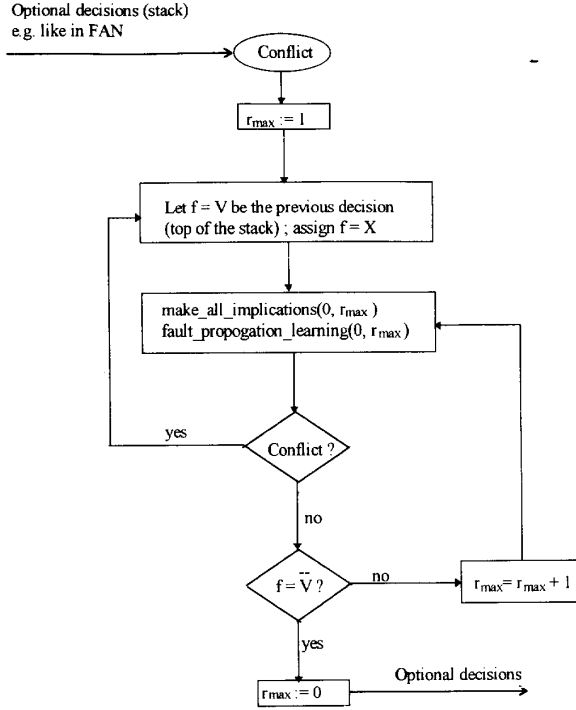 Optional decisions (stack)
e.g. like in FAN
Conflict
r_max := 1
Let f = V be the previous decision
(top of the stack) ; assign f = X
make_all_implications(0, r_max )
fault_propogation_learning(0, r_max)
yes
Conflict ?
no
f = V̅ ?
no
r_max= r_max + 1
yes
r_max := 0
Optional decisions